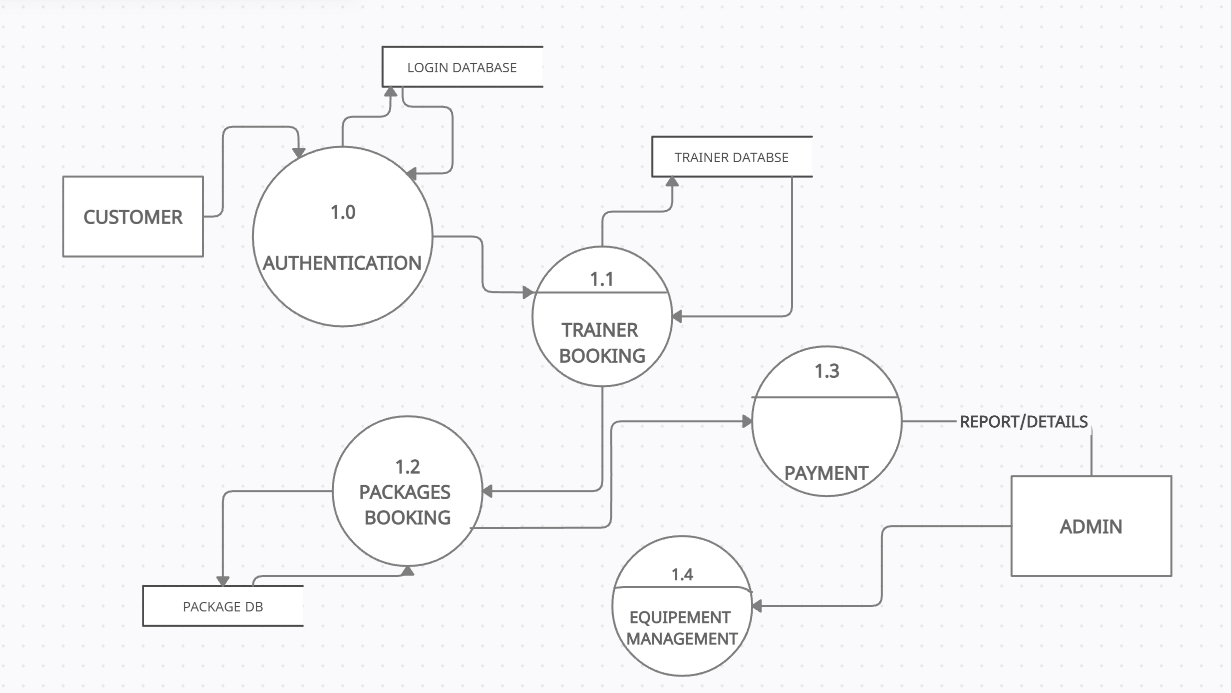 LOGIN DATABASE
TRAINER DATABSE
CUSTOMER
1.0
AUTHENTICATION
1.1
TRAINER
BOOKING
1.3
PAYMENT
REPORT/DETAILS
1.2
PACKAGES
BOOKING
ADMIN
PACKAGE DB
1.4
EQUIPEMENT
MANAGEMENT